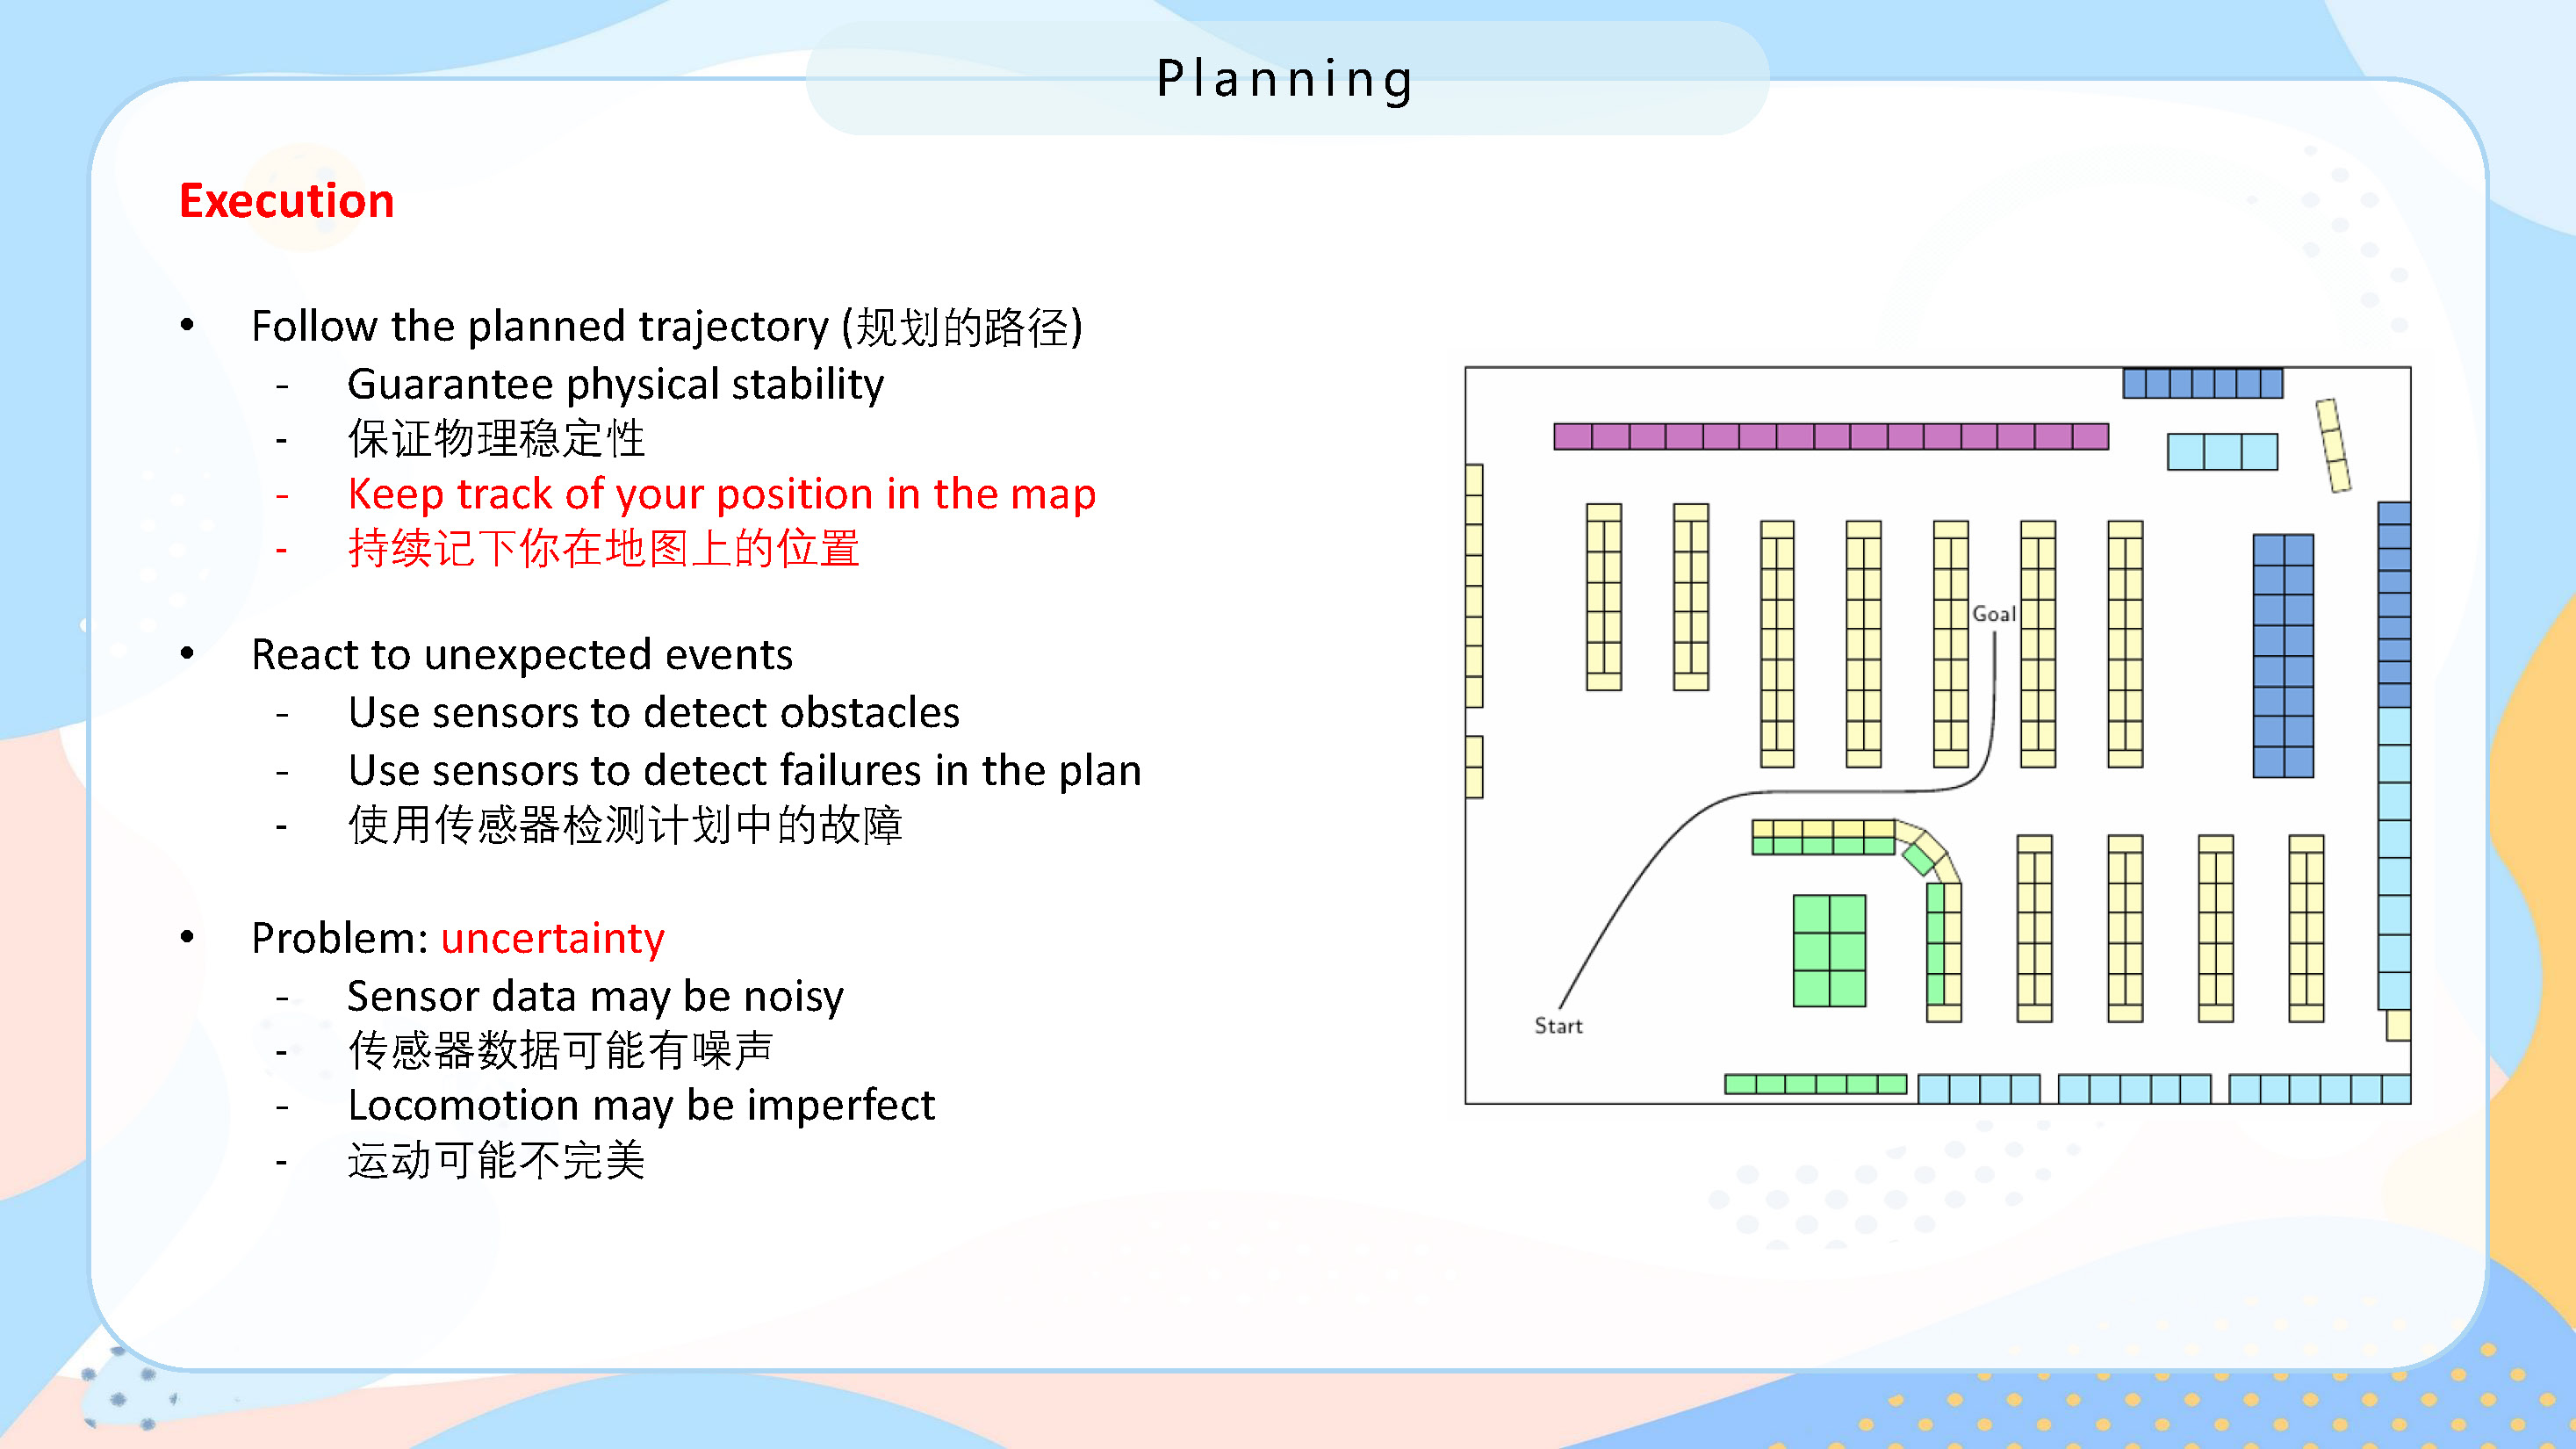 Planning
Execution
• Follow the planned trajectory (规划的路径)
- Guarantee physical stability
- 保证物理稳定性
- Keep track of your position in the map
- 持续记下你在地图上的位置
• React to unexpected events
- Use sensors to detect obstacles
- Use sensors to detect failures in the plan
- 使用传感器检测计划中的故障
• Problem: uncertainty
- Sensor data may be noisy
- 传感器数据可能有噪声
- Locomotion may be imperfect
- 运动可能不完美
Goal
Start